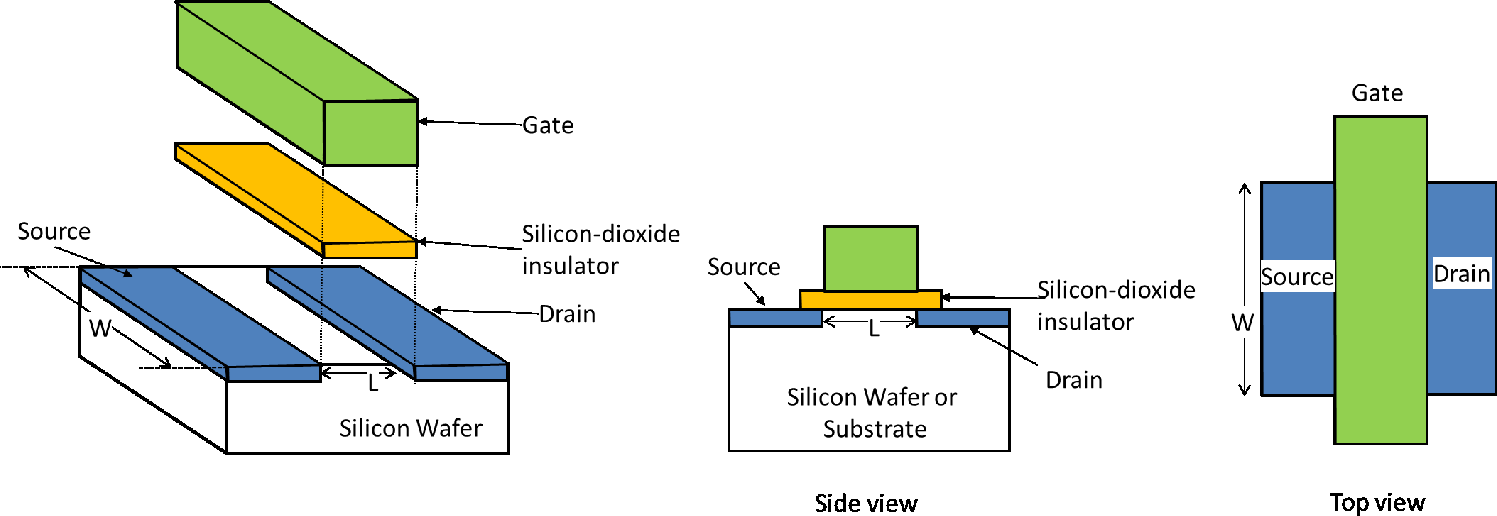 Gate
Silicon-dioxide
insulator
Source
Drain
W
L
Silicon Wafer
Source
Silicon-dioxide
insulator
L
Drain
Silicon Wafer or
Substrate
Side view
Gate
Source
Drain
W
Top view